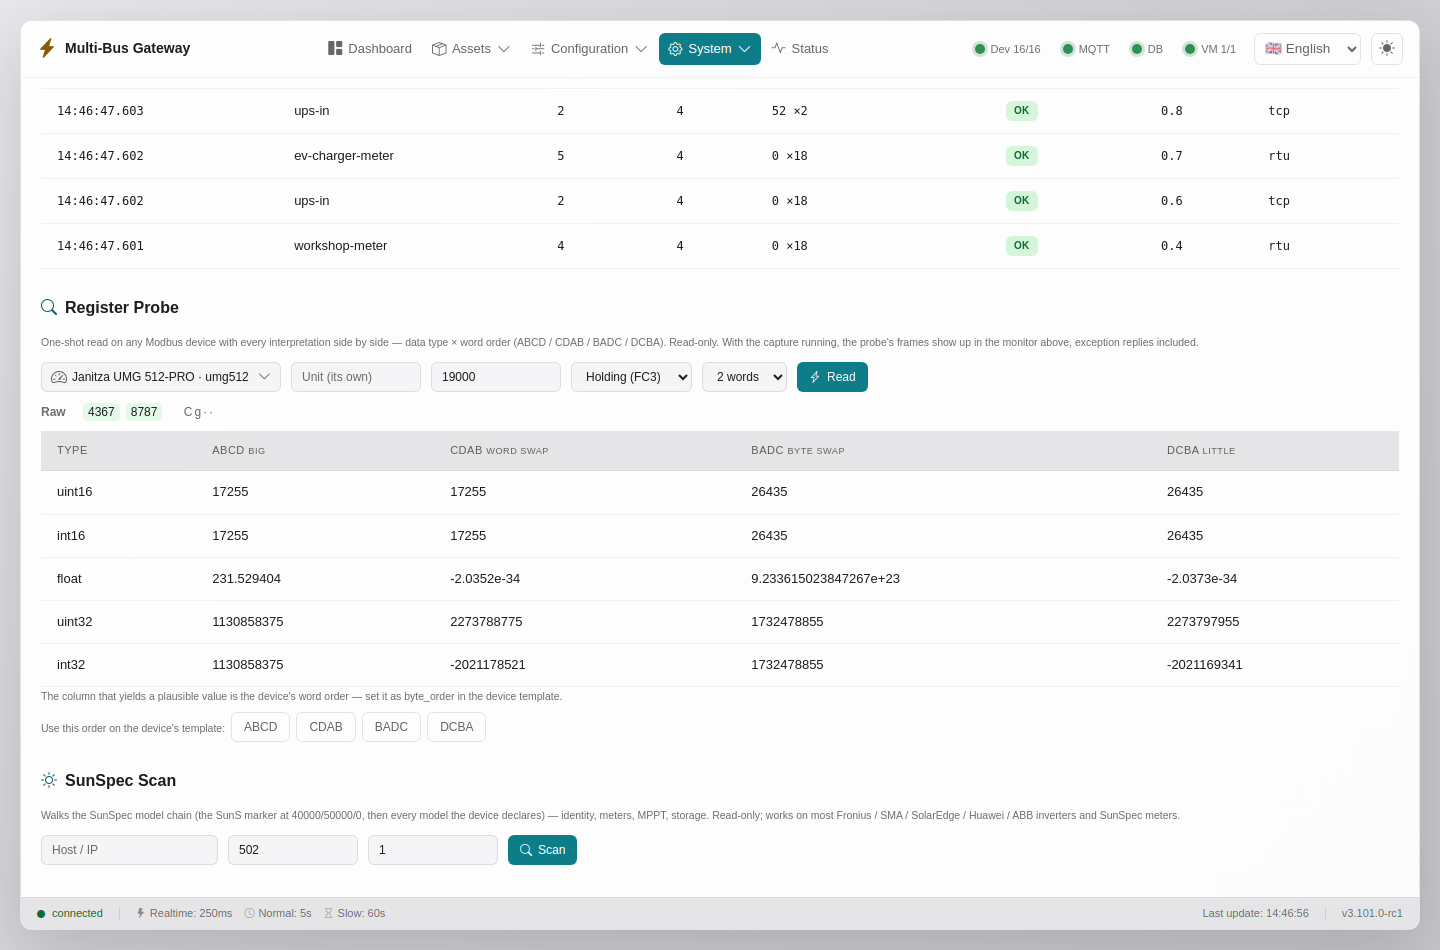 Multi-Bus Gateway Dashboard Assets Configuration System Status Dev 16/16 MQTT DB VM 1/1 🇬🇧 English
14:46:47.603 ups-in 2 4 52 ×2 OK 0.8 tcp
14:46:47.602 ev-charger-meter 5 4 0 ×18 OK 0.7 rtu
14:46:47.602 ups-in 2 4 0 ×18 OK 0.6 tcp
14:46:47.601 workshop-meter 4 4 0 ×18 OK 0.4 rtu
Register Probe
One-shot read on any Modbus device with every interpretation side by side — data type × word order (ABCD / CDAB / BADC / DCBA). Read-only. With the capture running, the probe's frames show up in the monitor above, exception replies included.
Janitza UMG 512-PRO · umg512 Unit (its own) 19000 Holding (FC3) 2 words Read
Raw 4367 8787 Cg··
TYPE ABCD BIG CDAB WORD SWAP BADC BYTE SWAP DCBA LITTLE
uint16 17255 17255 26435 26435
int16 17255 17255 26435 26435
float 231.529404 -2.0352e-34 9.233615023847267e+23 -2.0373e-34
uint32 1130858375 2273788775 1732478855 2273797955
int32 1130858375 -2021178521 1732478855 -2021169341
The column that yields a plausible value is the device's word order — set it as byte_order in the device template.
Use this order on the device's template: ABCD CDAB BADC DCBA
SunSpec Scan
Walks the SunSpec model chain (the SunS marker at 40000/50000/0, then every model the device declares) — identity, meters, MPPT, storage. Read-only; works on most Fronius / SMA / SolarEdge / Huawei / ABB inverters and SunSpec meters.
Host / IP 502 1 Scan
connected Realtime: 250ms Normal: 5s Slow: 60s Last update: 14:46:56 v3.101.0-rc1